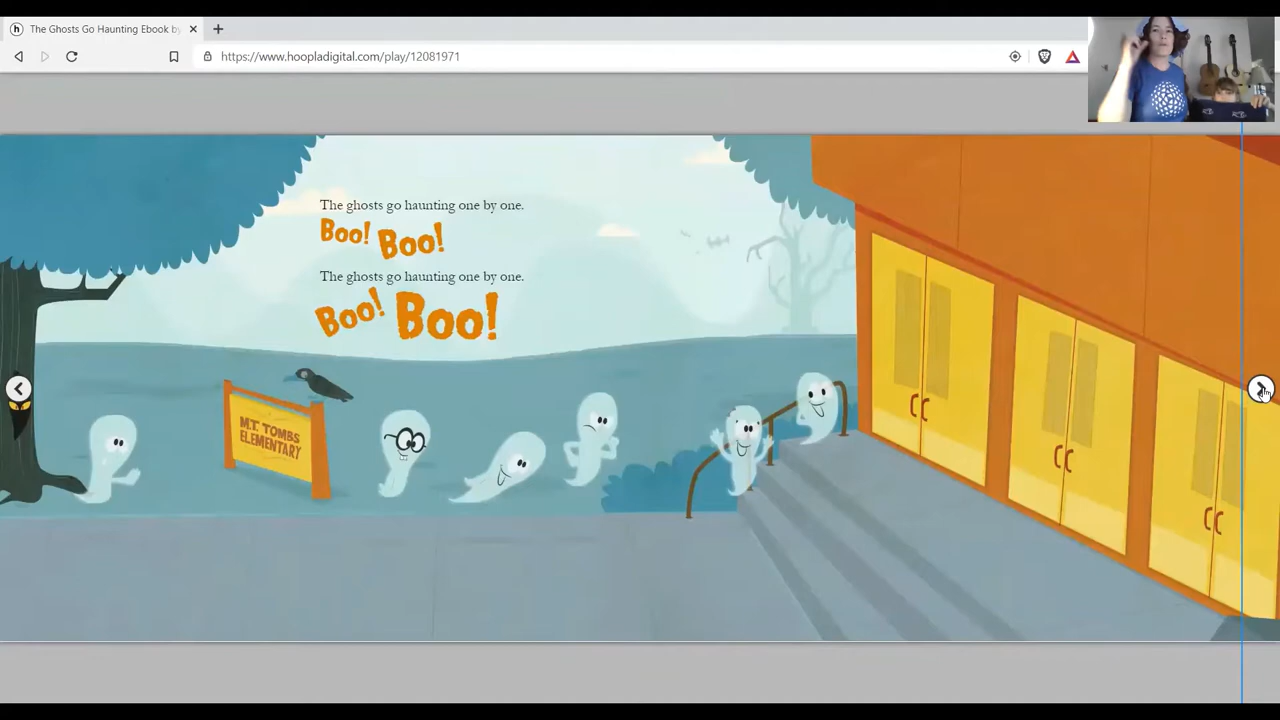 The Ghosts Go Haunting Ebook by
https://www.hoopladigital.com/play/12081971
The ghosts go haunting one by one.
Boo! Boo!
The ghosts go haunting one by one.
Boo! Boo!
M.T. TOMBS
ELEMENTARY